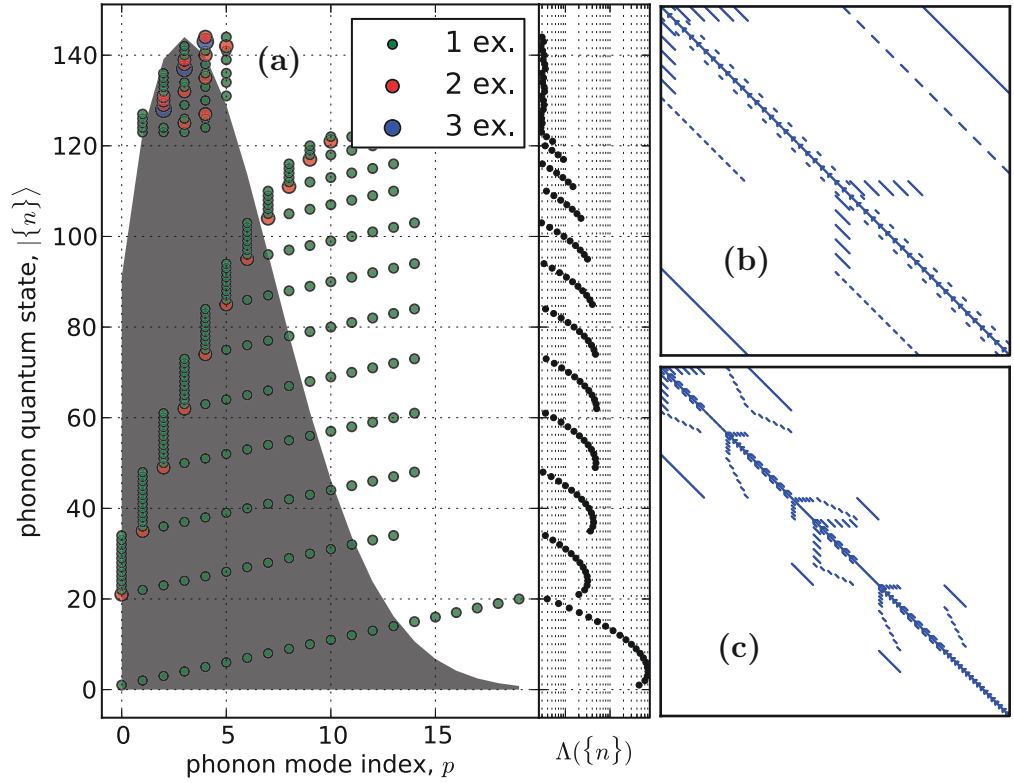 (a)
1 ex.
2 ex.
3 ex.
140
120
100
80
60
40
20
0
phonon quantum state, |{n}⟩
0 5 10 15
phonon mode index, p
Λ({n})
(b)
(c)